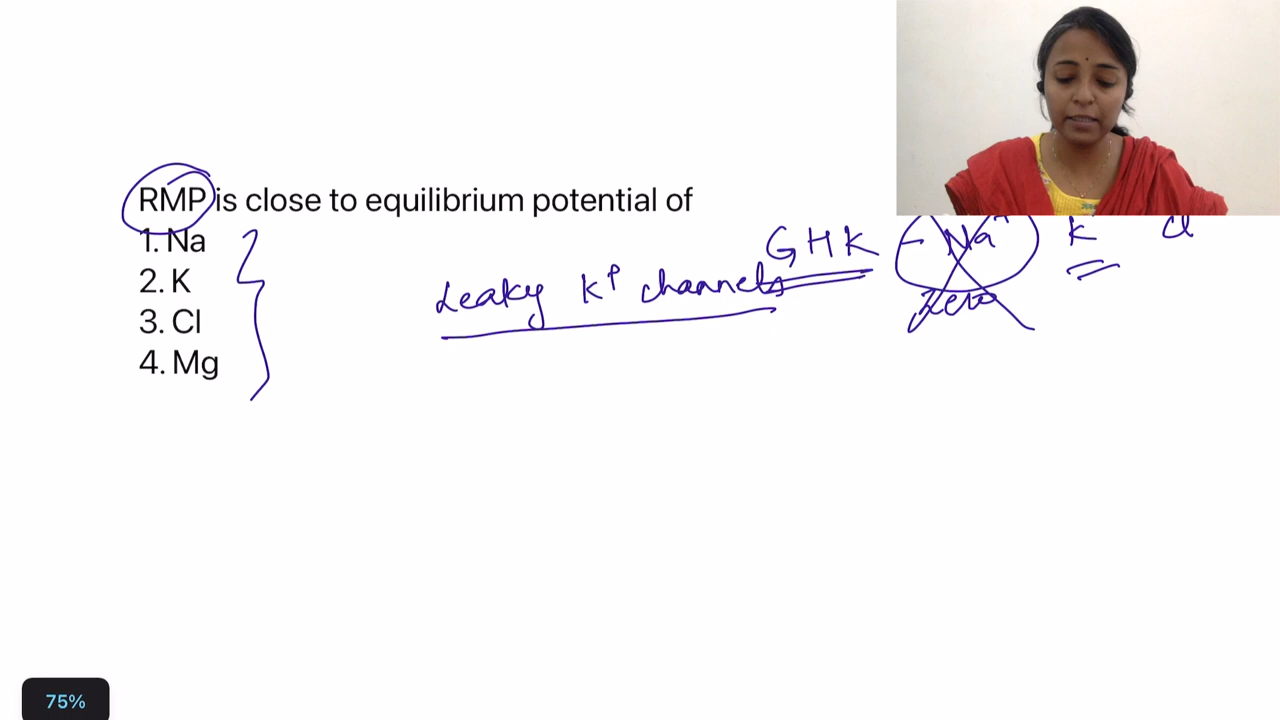 RMP is close to equilibrium potential of
1. Na
2. K
3. Cl
4. Mg
GHK - Na+ K Cl
Leaky K+ channels
zero
75%